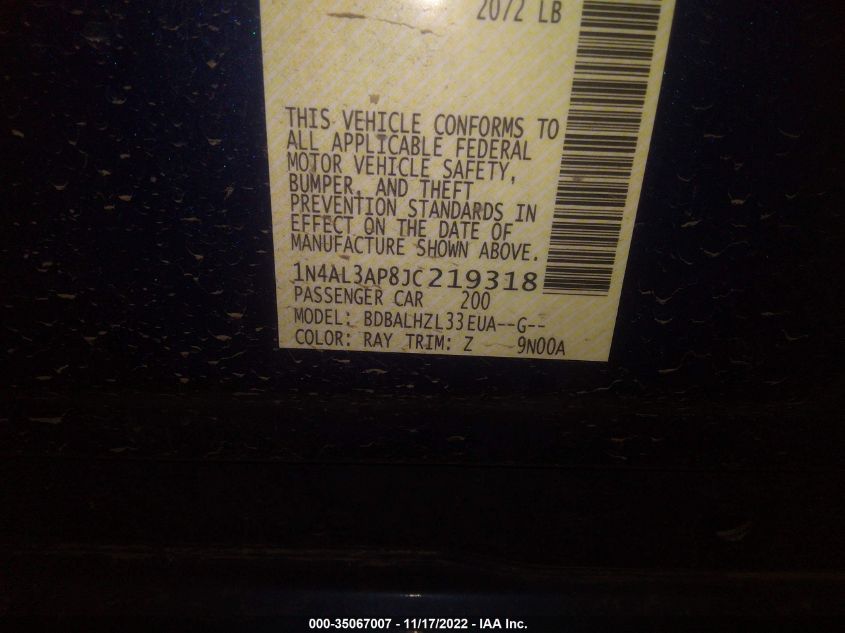 2072 LB
THIS VEHICLE CONFORMS TO
ALL APPLICABLE FEDERAL
MOTOR VEHICLE SAFETY,
BUMPER, AND THEFT
PREVENTION STANDARDS IN
EFFECT ON THE DATE OF
MANUFACTURE SHOWN ABOVE.
1N4AL3AP8JC219318
PASSENGER CAR 200
MODEL: BDBALHZL33EUA--G--
COLOR: RAY TRIM: Z 9N00A
000-35067007 - 11/17/2022 - IAA Inc.